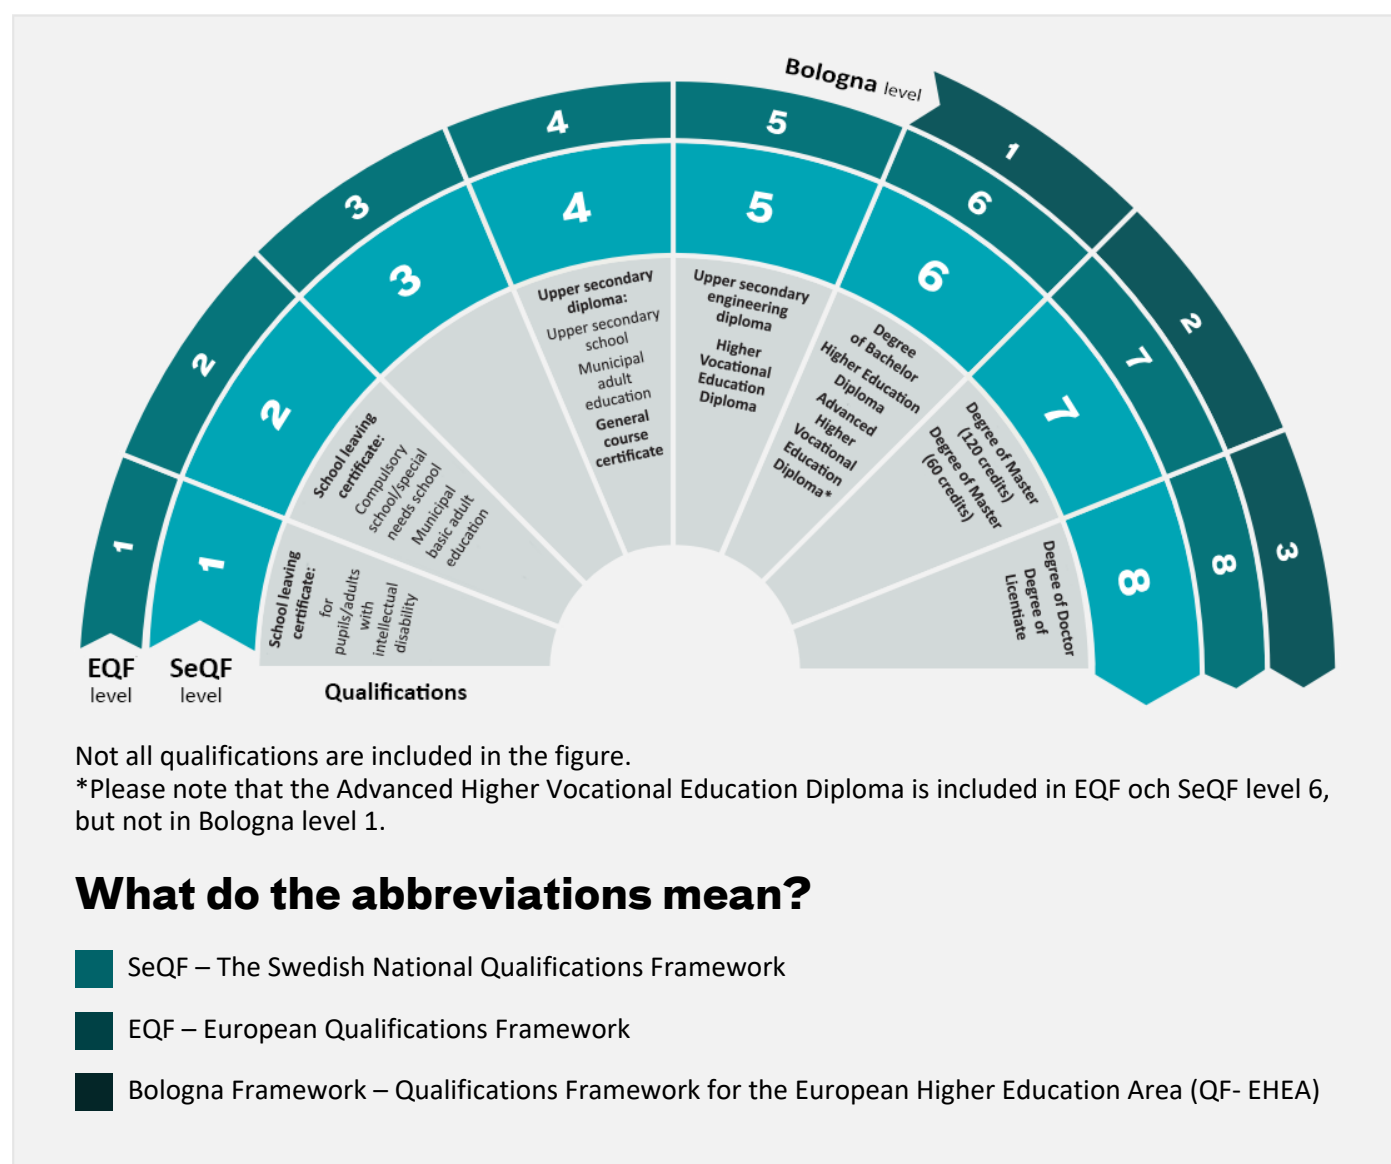 Bologna level
1
2
3
4
5
6
7
8
1
2
3
1
2
3
4
5
6
7
8
School leaving
certificate:
for
pupils/adults
with
intellectual
disability
School leaving
certificate:
Compulsory
school/special
needs school
Municipal
basic adult
education
Upper secondary
diploma:
Upper secondary
school
Municipal
adult
education
General
course
certificate
Upper secondary
engineering
diploma
Higher
Vocational
Education
Diploma
Degree
of Bachelor
Higher Education
Diploma
Advanced
Higher
Vocational
Education
Diploma*
Degree of Master
(120 credits)
Degree of Master
(60 credits)
Degree of Doctor
Degree of
Licentiate
EQF
level
SeQF
level
Qualifications
Not all qualifications are included in the figure.
*Please note that the Advanced Higher Vocational Education Diploma is included in EQF och SeQF level 6,
but not in Bologna level 1.
What do the abbreviations mean?
SeQF – The Swedish National Qualifications Framework
EQF – European Qualifications Framework
Bologna Framework – Qualifications Framework for the European Higher Education Area (QF- EHEA)